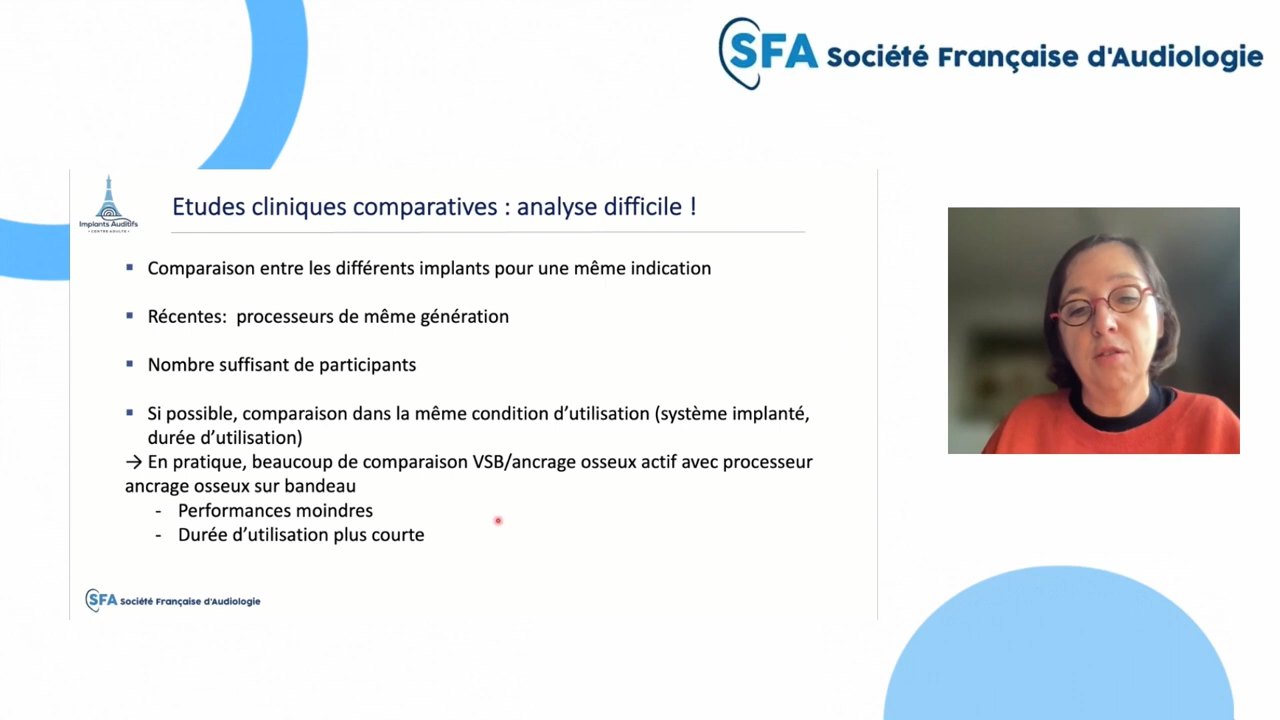 SFA Société Française d'Audiologie
Implants Auditifs
• CENTRE ADULTE •
Etudes cliniques comparatives : analyse difficile !
▪ Comparaison entre les différents implants pour une même indication
▪ Récentes: processeurs de même génération
▪ Nombre suffisant de participants
▪ Si possible, comparaison dans la même condition d'utilisation (système implanté,
durée d'utilisation)
→ En pratique, beaucoup de comparaison VSB/ancrage osseux actif avec processeur
ancrage osseux sur bandeau
- Performances moindres
- Durée d'utilisation plus courte
SFA Société Française d'Audiologie